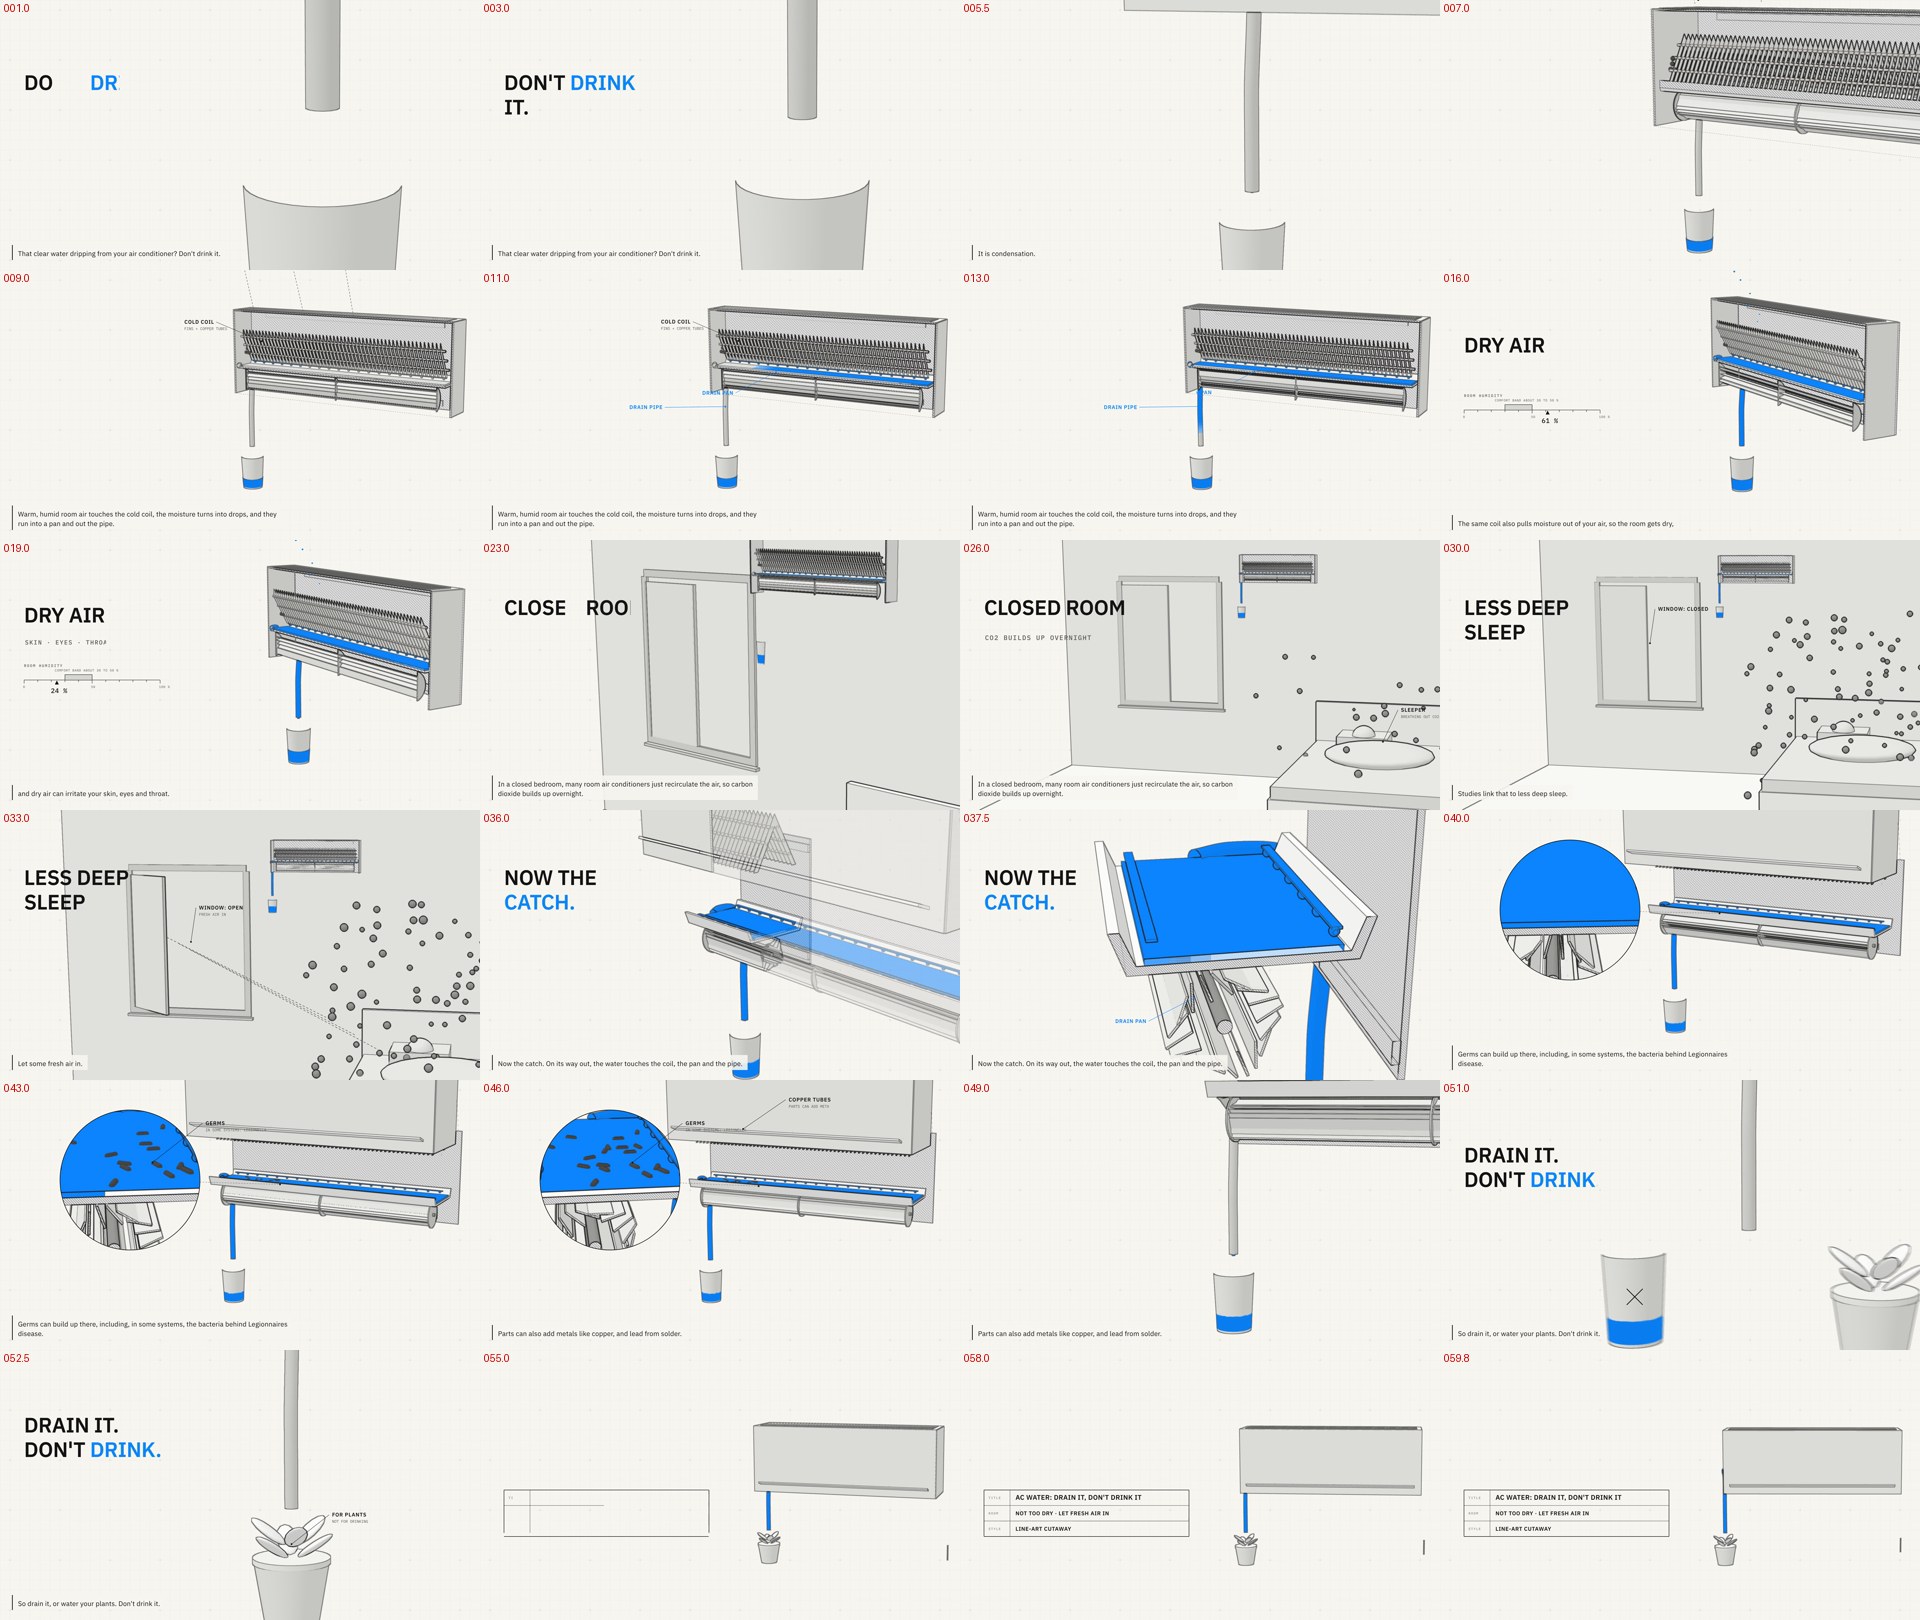 001.0
DO DR
That clear water dripping from your air conditioner? Don't drink it.
003.0
DON'T DRINK
IT.
That clear water dripping from your air conditioner? Don't drink it.
005.5
It is condensation.
007.0
009.0
COLD COIL
FINS + COPPER TUBES
Warm, humid room air touches the cold coil, the moisture turns into drops, and they
run into a pan and out the pipe.
011.0
COLD COIL
FINS + COPPER TUBES
DRAIN PAN
DRAIN PIPE
Warm, humid room air touches the cold coil, the moisture turns into drops, and they
run into a pan and out the pipe.
013.0
PAN
DRAIN PIPE
Warm, humid room air touches the cold coil, the moisture turns into drops, and they
run into a pan and out the pipe.
016.0
DRY AIR
ROOM HUMIDITY
61 %
The same coil also pulls moisture out of your air, so the room gets dry,
019.0
DRY AIR
SKIN · EYES · THROA
ROOM HUMIDITY
24 %
and dry air can irritate your skin, eyes and throat.
023.0
CLOSE ROO
In a closed bedroom, many room air conditioners just recirculate the air, so carbon
dioxide builds up overnight.
026.0
CLOSED ROOM
CO2 BUILDS UP OVERNIGHT
SLEEPER
In a closed bedroom, many room air conditioners just recirculate the air, so carbon
dioxide builds up overnight.
030.0
LESS DEEP
SLEEP
WINDOW: CLOSED
Studies link that to less deep sleep.
033.0
LESS DEEP
SLEEP
WINDOW: OPEN
FRESH AIR IN
Let some fresh air in.
036.0
NOW THE
CATCH.
Now the catch. On its way out, the water touches the coil, the pan and the pipe.
037.5
NOW THE
CATCH.
DRAIN PAN
Now the catch. On its way out, the water touches the coil, the pan and the pipe.
040.0
Germs can build up there, including, in some systems, the bacteria behind Legionnaires
disease.
043.0
GERMS
Germs can build up there, including, in some systems, the bacteria behind Legionnaires
disease.
046.0
COPPER TUBES
PARTS CAN ADD META
GERMS
Parts can also add metals like copper, and lead from solder.
049.0
Parts can also add metals like copper, and lead from solder.
051.0
DRAIN IT.
DON'T DRINK
So drain it, or water your plants. Don't drink it.
052.5
DRAIN IT.
DON'T DRINK.
FOR PLANTS
NOT FOR DRINKING
So drain it, or water your plants. Don't drink it.
055.0
058.0
TITLE AC WATER: DRAIN IT, DON'T DRINK IT
ROOM NOT TOO DRY · LET FRESH AIR IN
STYLE LINE-ART CUTAWAY
059.8
TITLE AC WATER: DRAIN IT, DON'T DRINK IT
ROOM NOT TOO DRY · LET FRESH AIR IN
STYLE LINE-ART CUTAWAY